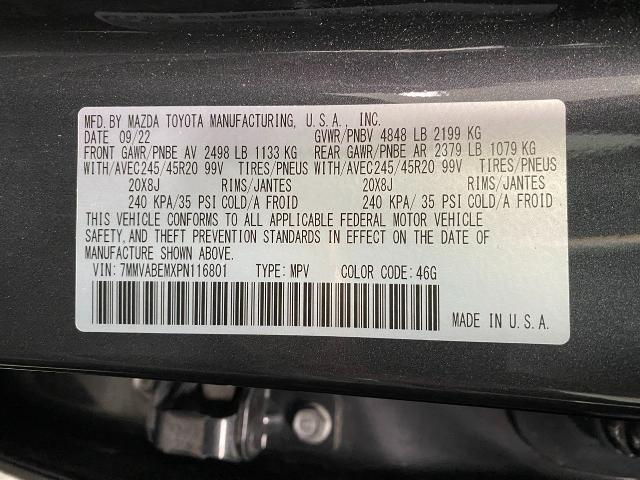 MFD. BY MAZDA TOYOTA MANUFACTURING, U.S.A., INC.
DATE 09/22 GVWR/PNBV 4848 LB 2199 KG
FRONT GAWR/PNBE AV 2498 LB 1133 KG REAR GAWR/PNBE AR 2379 LB 1079 KG
WITH/AVEC245/45R20 99V TIRES/PNEUS WITH/AVEC245/45R20 99V TIRES/PNEUS
20X8J RIMS/JANTES 20X8J RIMS/JANTES
240 KPA/35 PSI COLD/A FROID 240 KPA/ 35 PSI COLD/A FROID
THIS VEHICLE CONFORMS TO ALL APPLICABLE FEDERAL MOTOR VEHICLE
SAFETY, AND THEFT PREVENTION STANDARDS IN EFFECT ON THE DATE OF
MANUFACTURE SHOWN ABOVE.
VIN: 7MMVABEMXPN116801 TYPE: MPV COLOR CODE: 46G
MADE IN U.S.A.